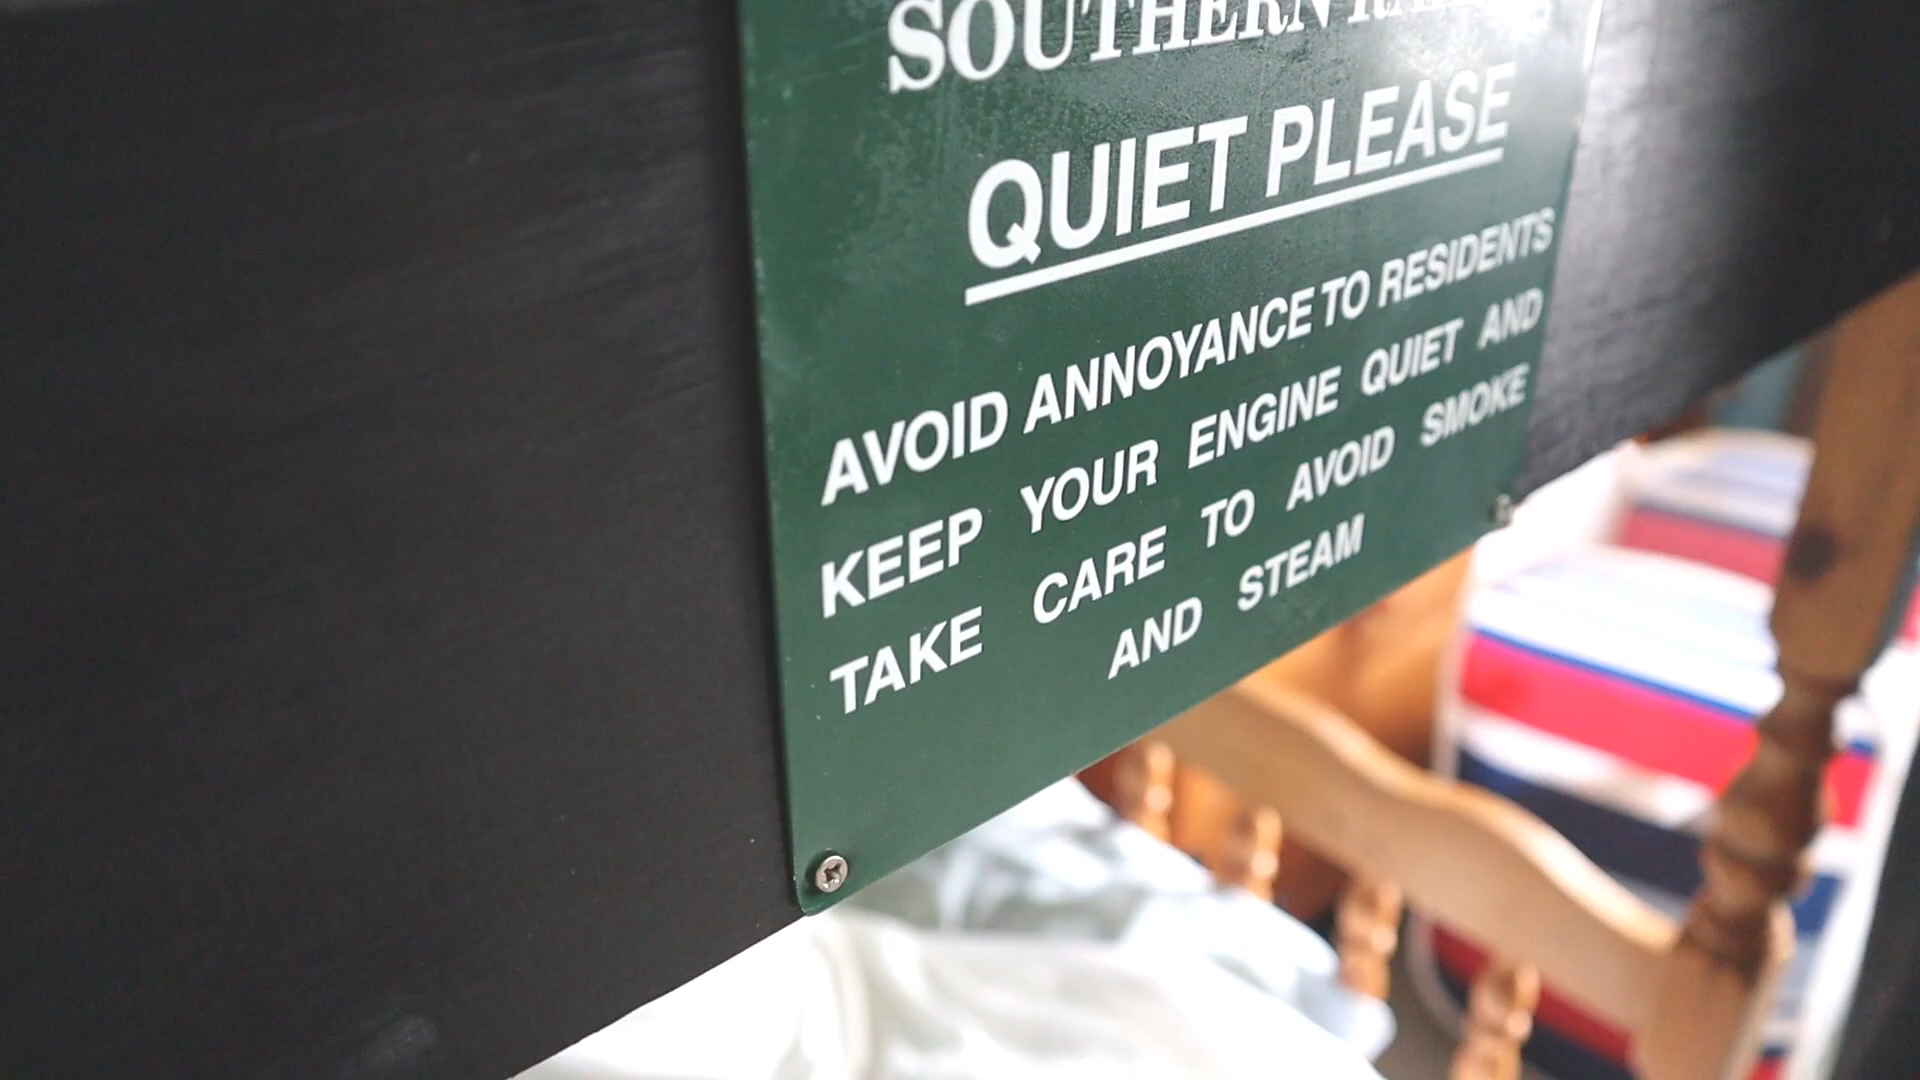 SOUTHERN
QUIET PLEASE
AVOID ANNOYANCE TO RESIDENTS
KEEP YOUR ENGINE QUIET AND
TAKE CARE TO AVOID SMOKE
AND STEAM